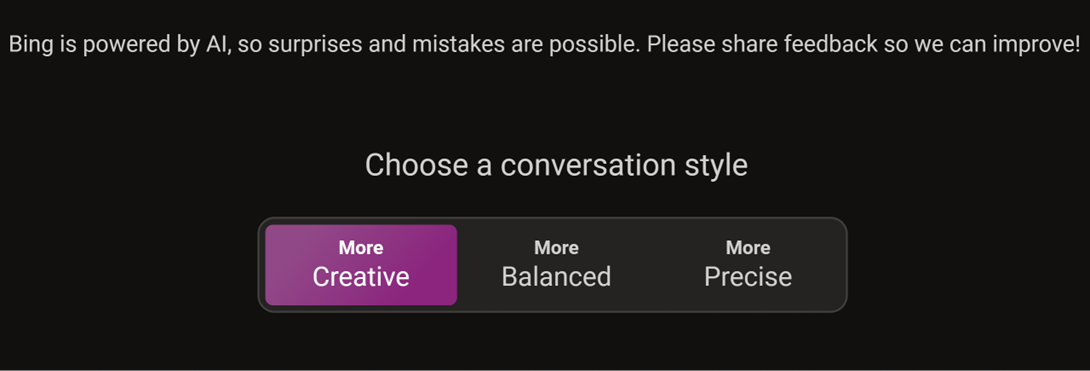 Bing is powered by AI, so surprises and mistakes are possible. Please share feedback so we can improve!
Choose a conversation style
More
Creative
More
Balanced
More
Precise